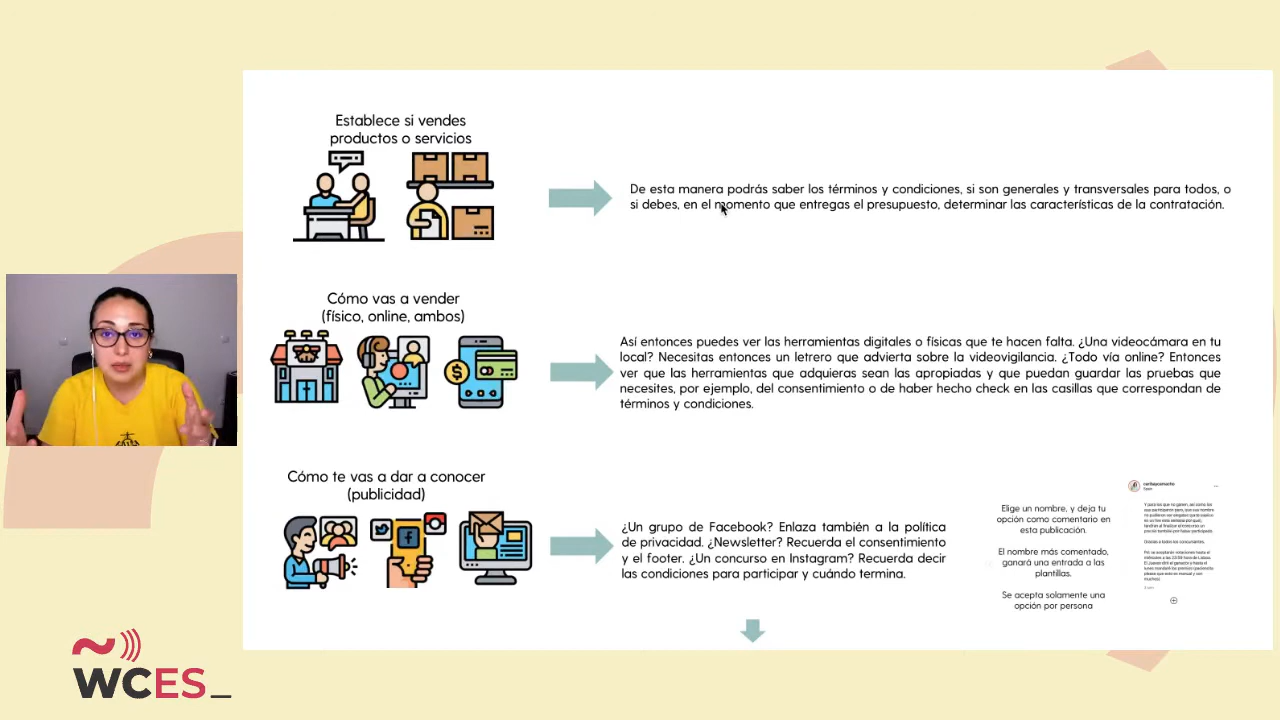 Establece si vendes
productos o servicios
De esta manera podrás saber los términos y condiciones, si son generales y transversales para todos, o
si debes, en el momento que entregas el presupuesto, determinar las características de la contratación.
Cómo vas a vender
(físico, online, ambos)
Así entonces puedes ver las herramientas digitales o físicas que te hacen falta. ¿Una videocámara en tu
local? Necesitas entonces un letrero que advierta sobre la videovigilancia. ¿Todo vía online? Entonces
ver que las herramientas que adquieras sean las apropiadas y que puedan guardar las pruebas que
necesites, por ejemplo, del consentimiento o de haber hecho check en las casillas que correspondan de
términos y condiciones.
Cómo te vas a dar a conocer
(publicidad)
¿Un grupo de Facebook? Enlaza también a la política
de privacidad. ¿Newsletter? Recuerda el consentimiento
y el footer. ¿Un concurso en Instagram? Recuerda decir
las condiciones para participar y cuándo termina.
Elige un nombre, y deja tu
opción como comentario en
esta publicación.
El nombre más comentado,
ganará una entrada a las
plantillas.
Se acepta solamente una
opción por persona
WCES_